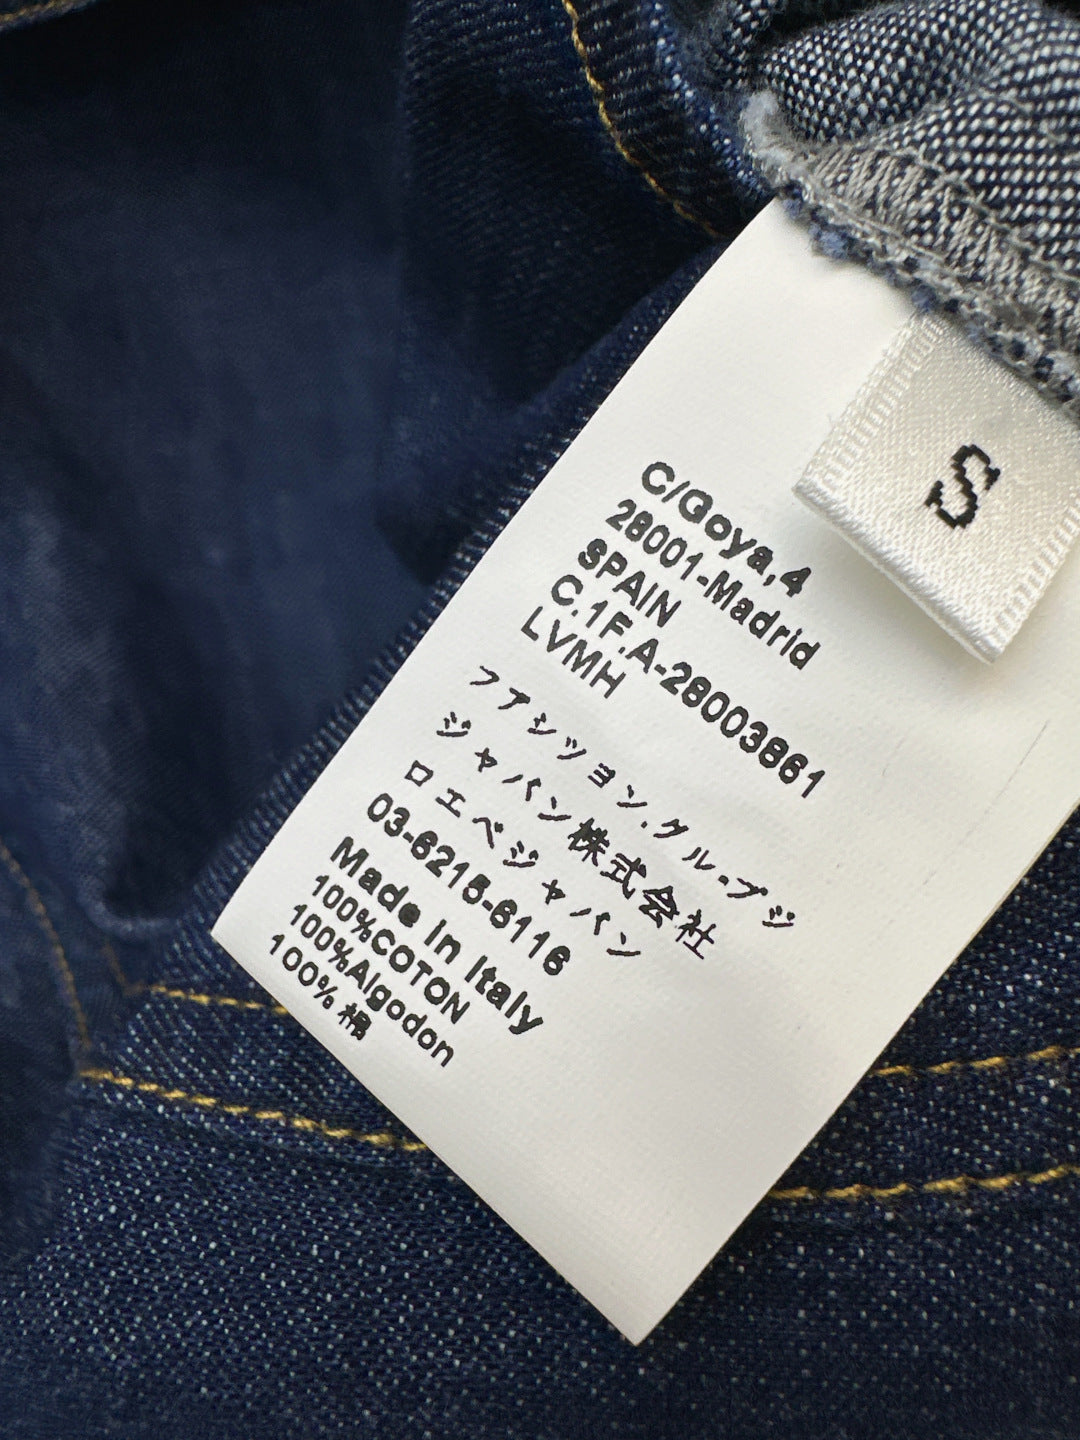 S
C/Goya,4
28001-Madrid
SPAIN
C.1F.A-28003861
LVMH
ファシツョン.グル-プジ
ジャパン株式会社
ロエベジャパン
03-6215-6116
Made in Italy
100%COTON
100%Algodon
100% 棉